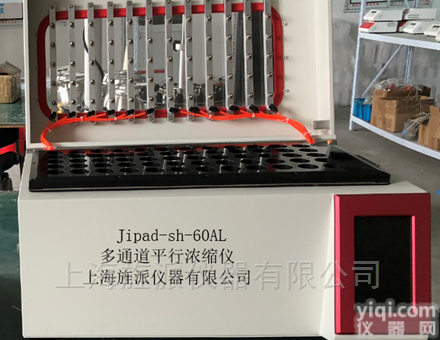 Jipad-sh-60AL
多通道平行浓缩仪
上海旌派仪器有限公司
上海旌派仪器有限公司
yiqi.com
仪器网